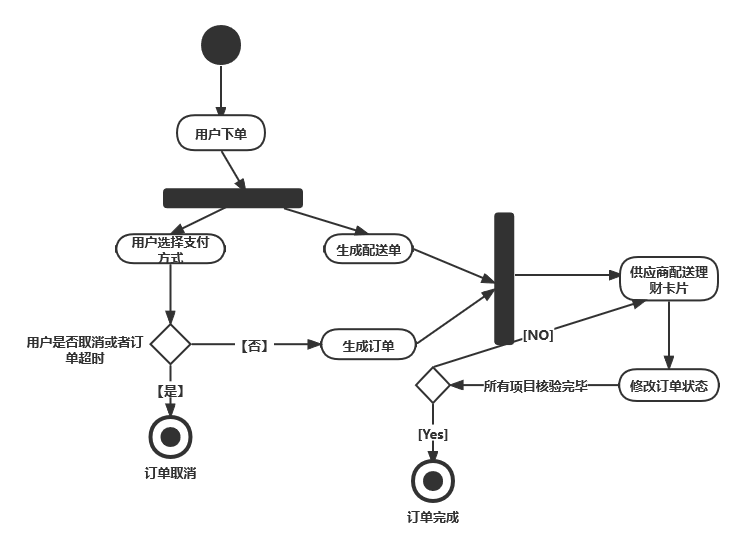 用户下单
用户选择支付
方式
生成配送单
供应商配送理
财卡片
用户是否取消或者订
单超时
【否】
生成订单
[NO]
【是】
所有项目核验完毕
修改订单状态
[Yes]
订单取消
订单完成